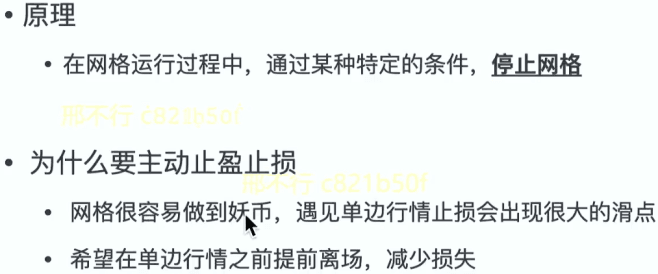 • 原理
• 在网格运行过程中，通过某种特定的条件，停止网格
邢不行 c821b50f
• 为什么要主动止盈止损
邢不行 c821b50f
• 网格很容易做到妖币，遇见单边行情止损会出现很大的滑点
• 希望在单边行情之前提前离场，减少损失